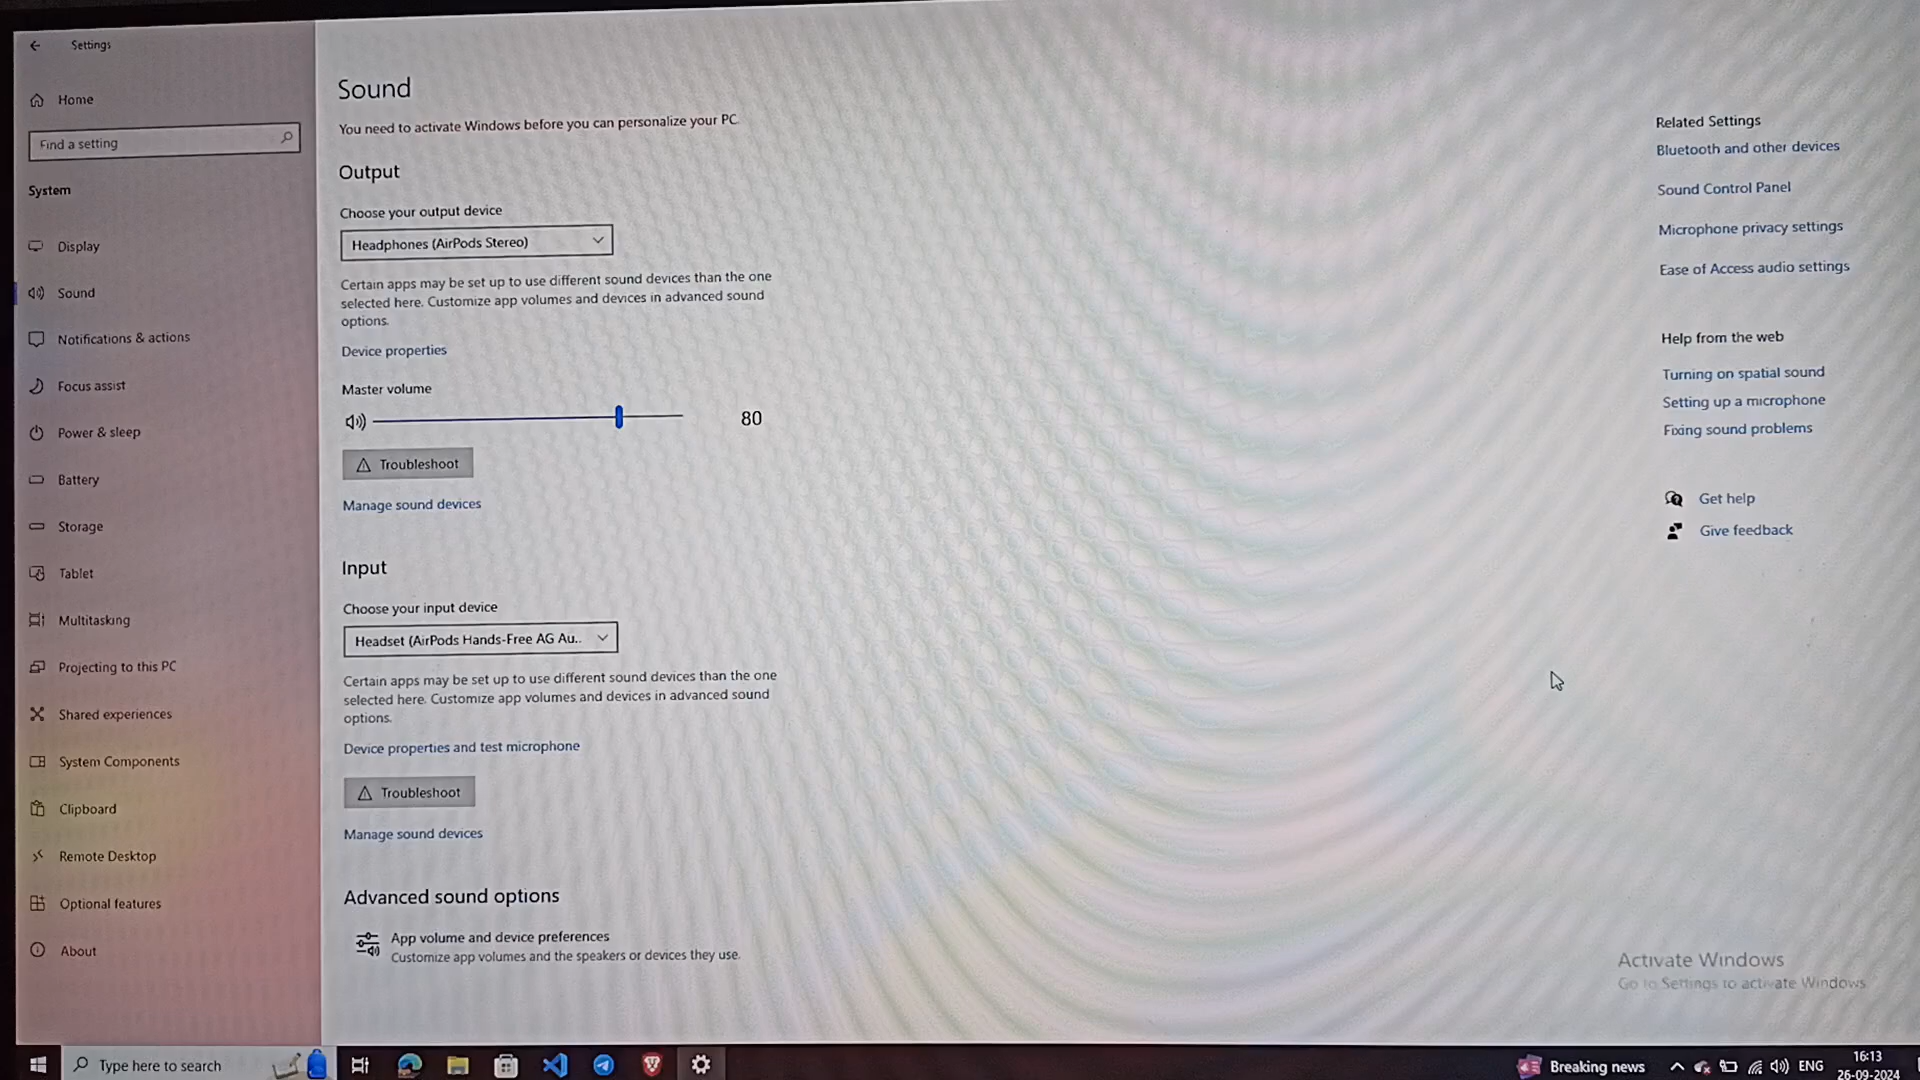 Settings
Home
Find a setting
System
Display
Sound
Notifications & actions
Focus assist
Power & sleep
Battery
Storage
Tablet
Multitasking
Projecting to this PC
Shared experiences
System Components
Clipboard
Remote Desktop
Optional features
About
Sound
You need to activate Windows before you can personalize your PC.
Output
Choose your output device
Headphones (AirPods Stereo)
Certain apps may be set up to use different sound devices than the one
selected here. Customize app volumes and devices in advanced sound
options.
Device properties
Master volume
80
Troubleshoot
Manage sound devices
Input
Choose your input device
Headset (AirPods Hands-Free AG Au..
Certain apps may be set up to use different sound devices than the one
selected here. Customize app volumes and devices in advanced sound
options.
Device properties and test microphone
Troubleshoot
Manage sound devices
Advanced sound options
App volume and device preferences
Customize app volumes and the speakers or devices they use.
Related Settings
Bluetooth and other devices
Sound Control Panel
Microphone privacy settings
Ease of Access audio settings
Help from the web
Turning on spatial sound
Setting up a microphone
Fixing sound problems
Get help
Give feedback
Activate Windows
Go to Settings to activate Windows
Type here to search
Breaking news
ENG
16:13
26-09-2024